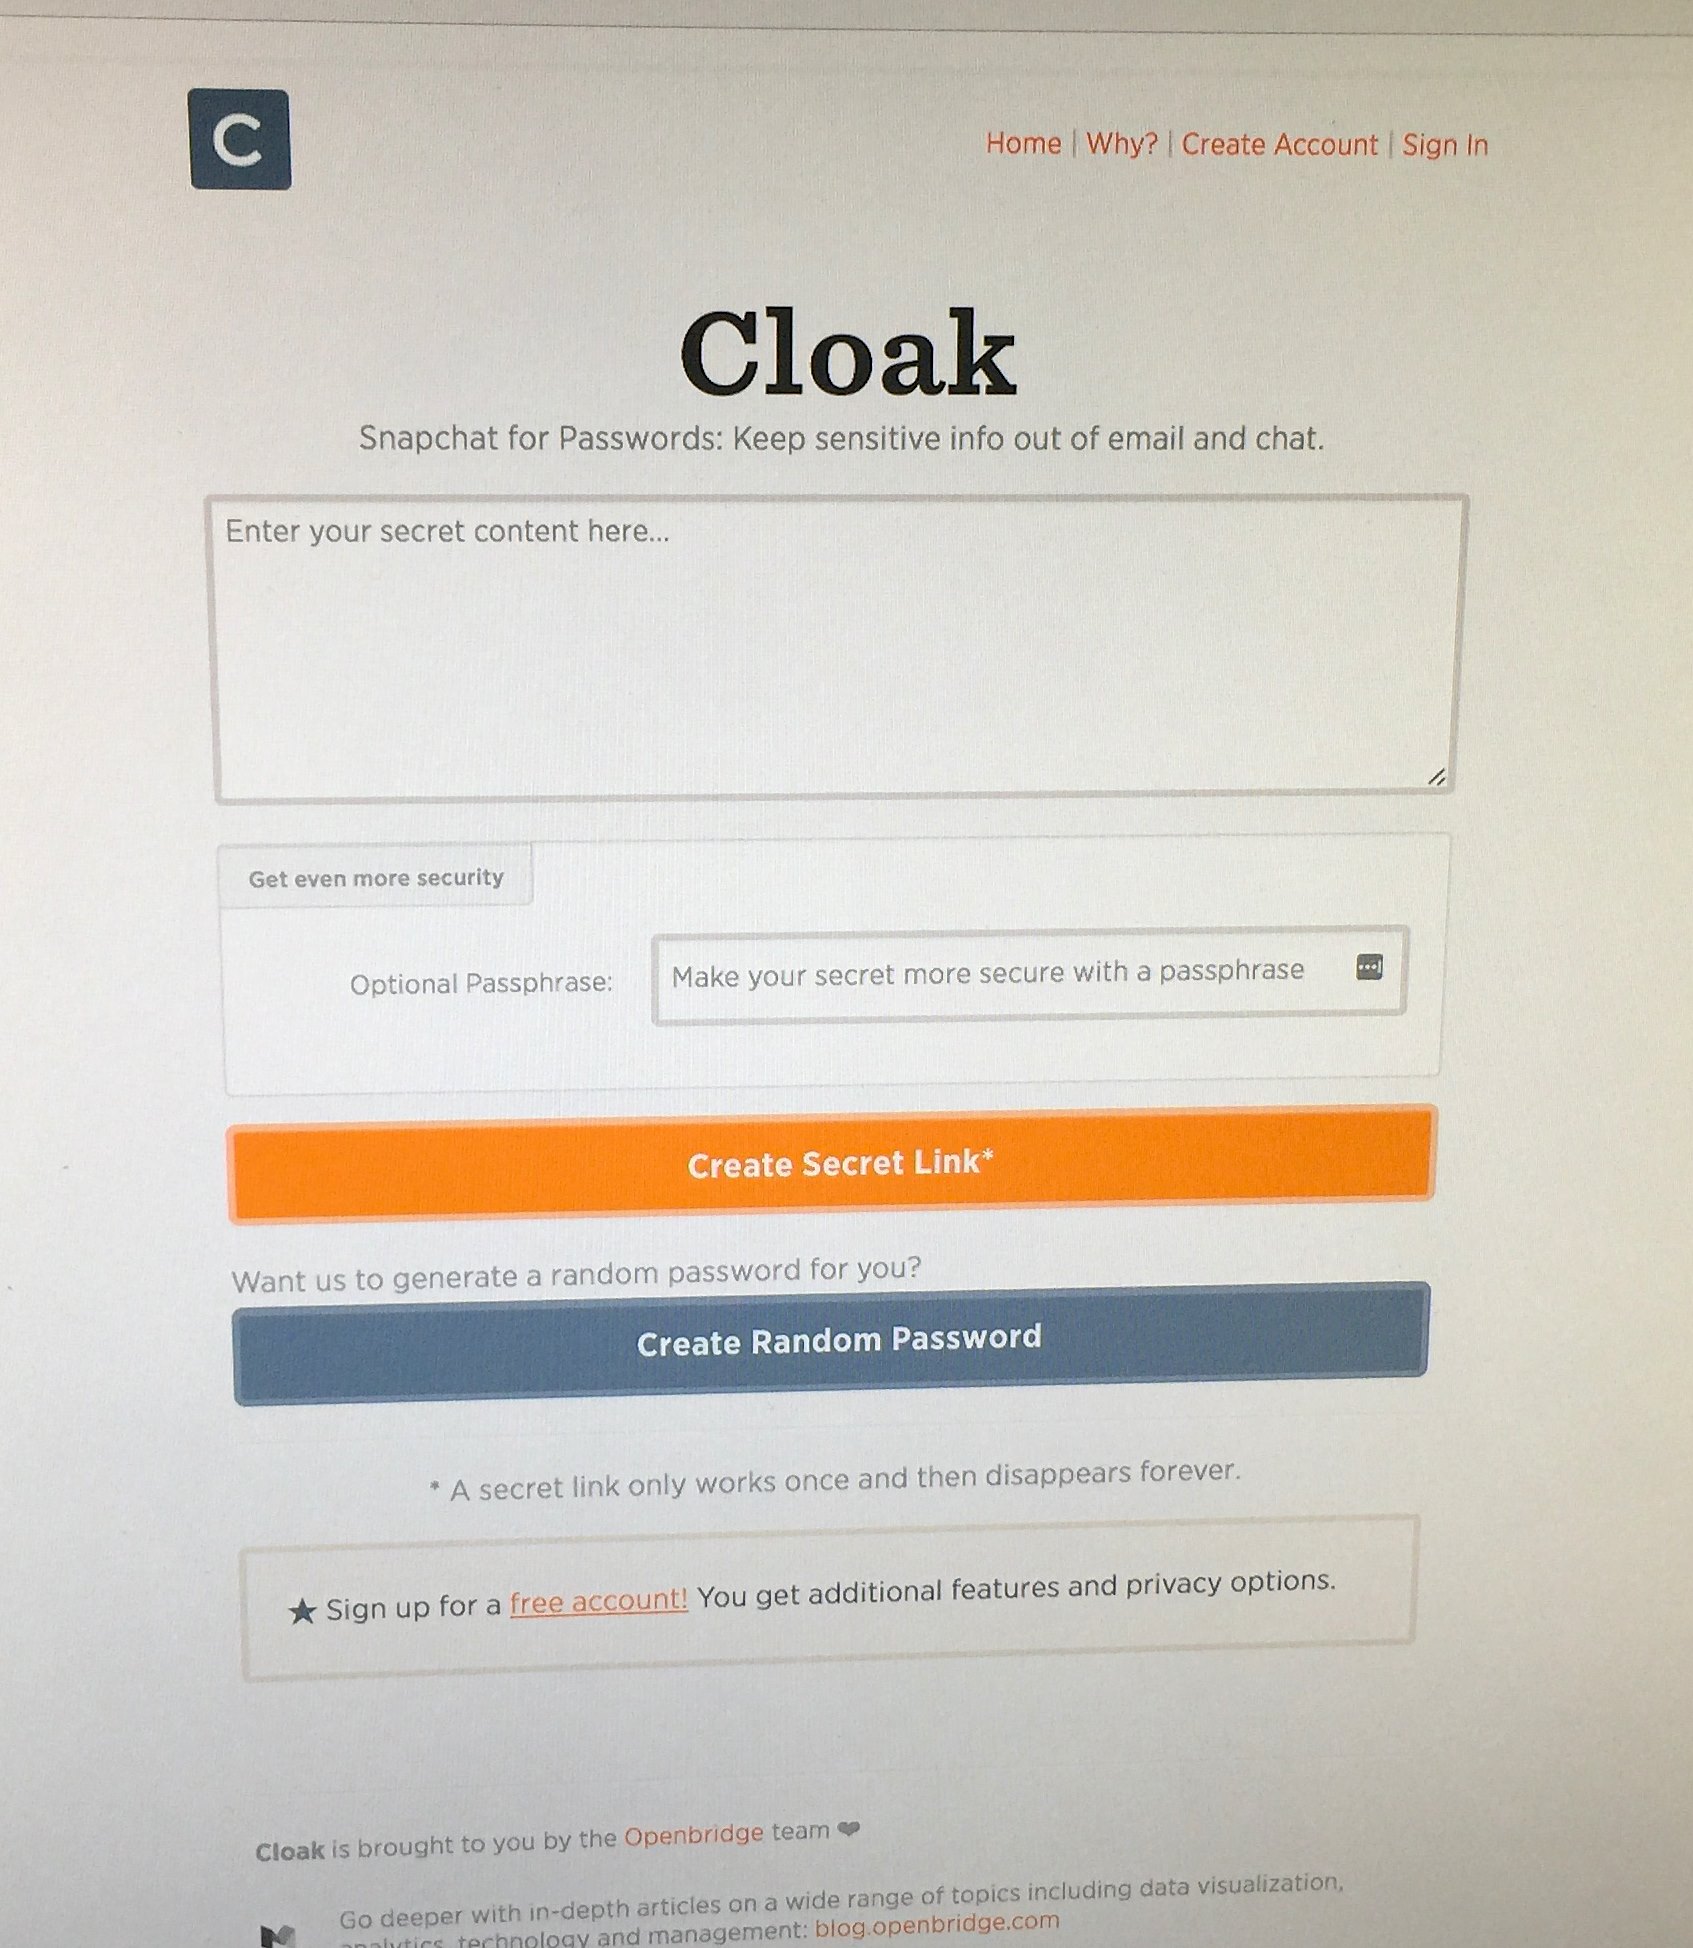 C
Home | Why? | Create Account | Sign In
Cloak
Snapchat for Passwords: Keep sensitive info out of email and chat.
Enter your secret content here...
Get even more security
Optional Passphrase: Make your secret more secure with a passphrase
Create Secret Link*
Want us to generate a random password for you?
Create Random Password
* A secret link only works once and then disappears forever.
★ Sign up for a free account! You get additional features and privacy options.
Cloak is brought to you by the Openbridge team ❤
Go deeper with in-depth articles on a wide range of topics including data visualization,
analytics, technology and management: blog.openbridge.com